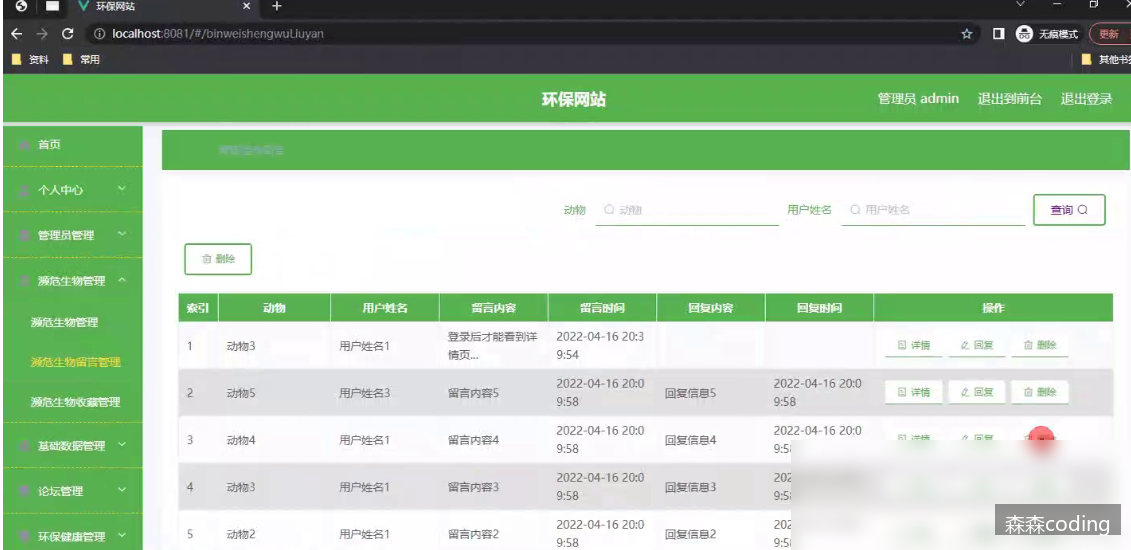 环保网站
localhost:8081/#/binweishengwuLiuyan
无痕模式
更新
资料 常用
其他书签
环保网站
管理员 admin 退出到前台 退出登录
首页
个人中心
管理员管理
濒危生物管理
濒危生物管理
濒危生物留言管理
濒危生物收藏管理
基础数据管理
论坛管理
环保健康管理
动物 动物 用户姓名 用户姓名 查询
删除
索引 动物 用户姓名 留言内容 留言时间 回复内容 回复时间 操作
1 动物3 用户姓名1 登录后才能看到详情页... 2022-04-16 20:39:54 详情 回复 删除
2 动物5 用户姓名3 留言内容5 2022-04-16 20:09:58 回复信息5 2022-04-16 20:09:58 详情 回复 删除
3 动物4 用户姓名1 留言内容4 2022-04-16 20:09:58 回复信息4 2022-04-16 20:0 9:5 详情 回复
4 动物3 用户姓名1 留言内容3 2022-04-16 20:09:58 回复信息3 202 9:5
5 动物2 用户姓名1 留言内容2 2022-04-16 20:09:58 回复信息2 202 9:5
森森coding